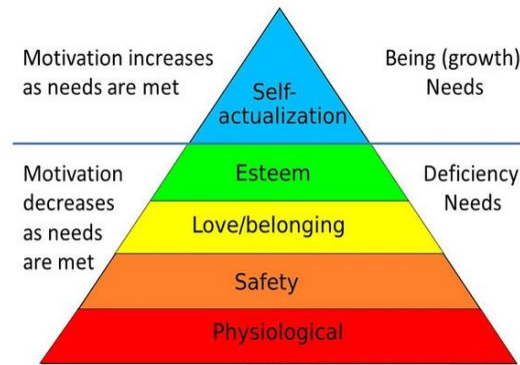 Motivation increases
as needs are met
Being (growth)
Needs
Self-
actualization
Motivation
decreases
as needs
are met
Deficiency
Needs
Esteem
Love/belonging
Safety
Physiological